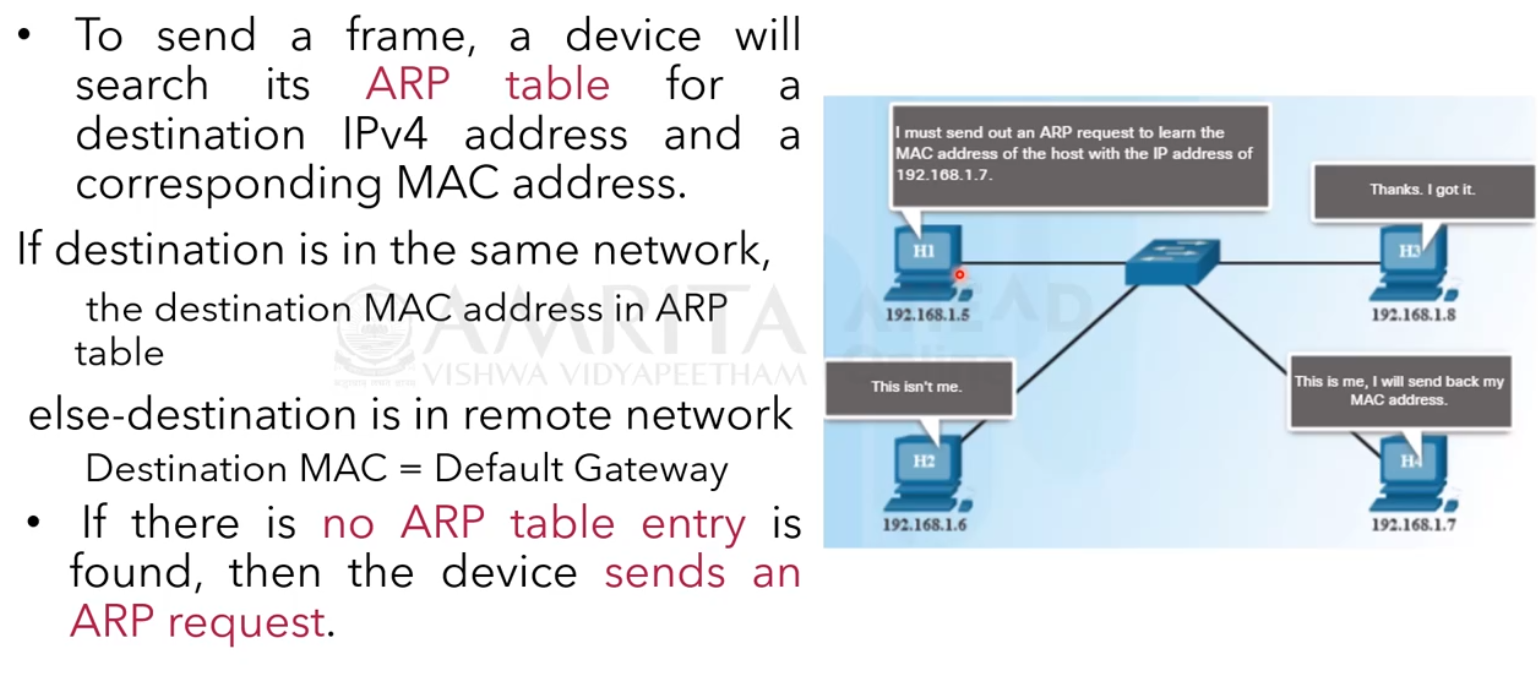 • To send a frame, a device will
search its ARP table for a
destination IPv4 address and a
corresponding MAC address.
If destination is in the same network,
the destination MAC address in ARP
table
else-destination is in remote network
Destination MAC = Default Gateway
• If there is no ARP table entry is
found, then the device sends an
ARP request.
AMRITA
VISHWA VIDYAPEETHAM
AHEAD
Online
I must send out an ARP request to learn the
MAC address of the host with the IP address of
192.168.1.7.
Thanks. I got it.
H1
H3
192.168.1.5
192.168.1.8
This isn't me.
This is me, I will send back my
MAC address.
H2
H4
192.168.1.6
192.168.1.7